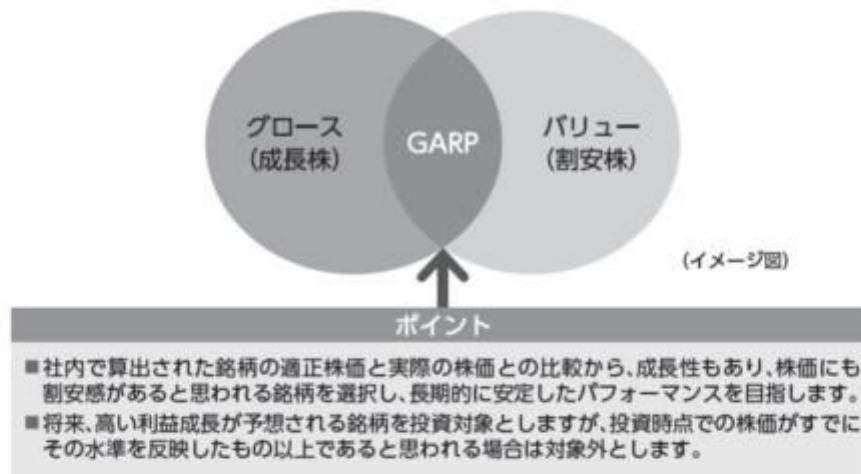 グロース
(成長株)
GARP
バリュー
(割安株)
(イメージ図)
ポイント
■社内で算出された銘柄の適正株価と実際の株価との比較から、成長性もあり、株価にも
割安感があると思われる銘柄を選択し、長期的に安定したパフォーマンスを目指します。
■将来、高い利益成長が予想される銘柄を投資対象としますが、投資時点での株価がすでに
その水準を反映したもの以上であると思われる場合は対象外とします。